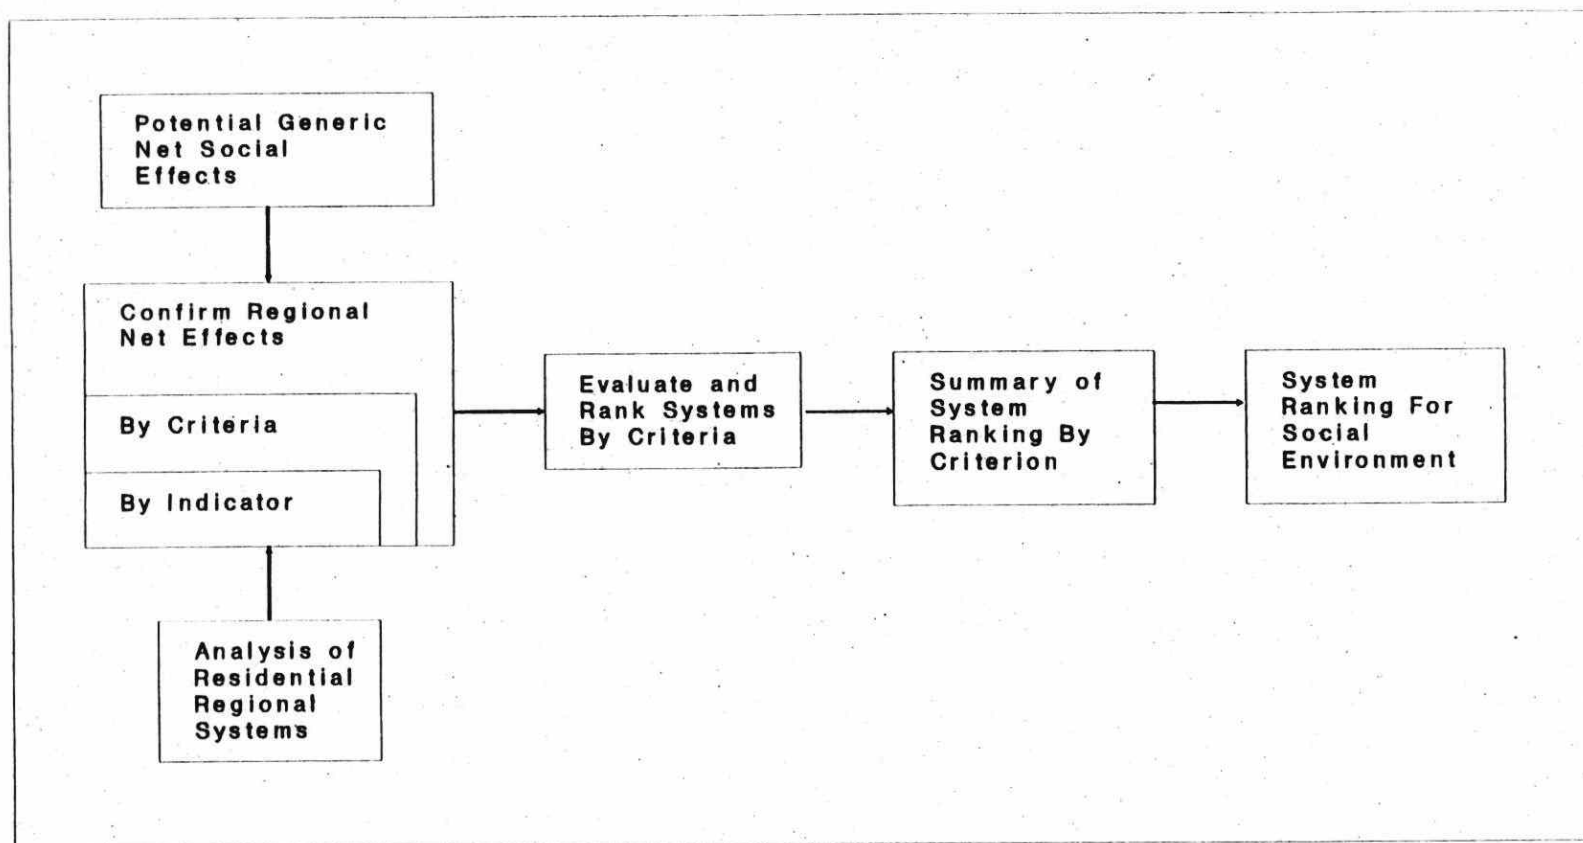 Potential Generic
Net Social
Effects
Confirm Regional
Net Effects
By Criteria
By Indicator
Analysis of
Residential
Regional
Systems
Evaluate and
Rank Systems
By Criteria
Summary of
System
Ranking By
Criterion
System
Ranking For
Social
Environment